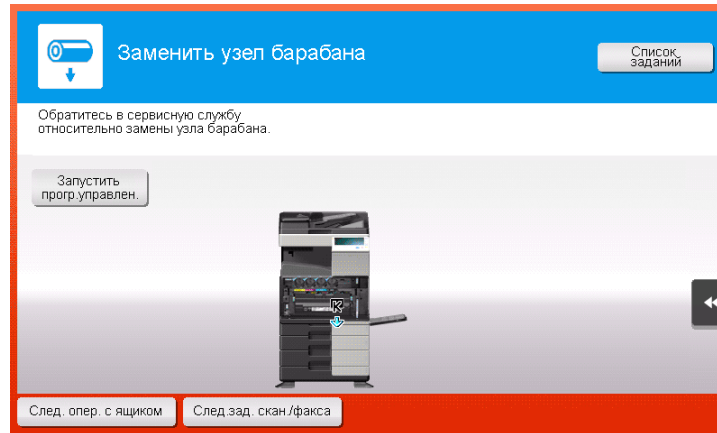 Заменить узел барабана
Список
заданий
Обратитесь в сервисную службу
относительно замены узла барабана.
Запустить
прогр.управлен.
K
След. опер. с ящиком
След.зад. скан./факса